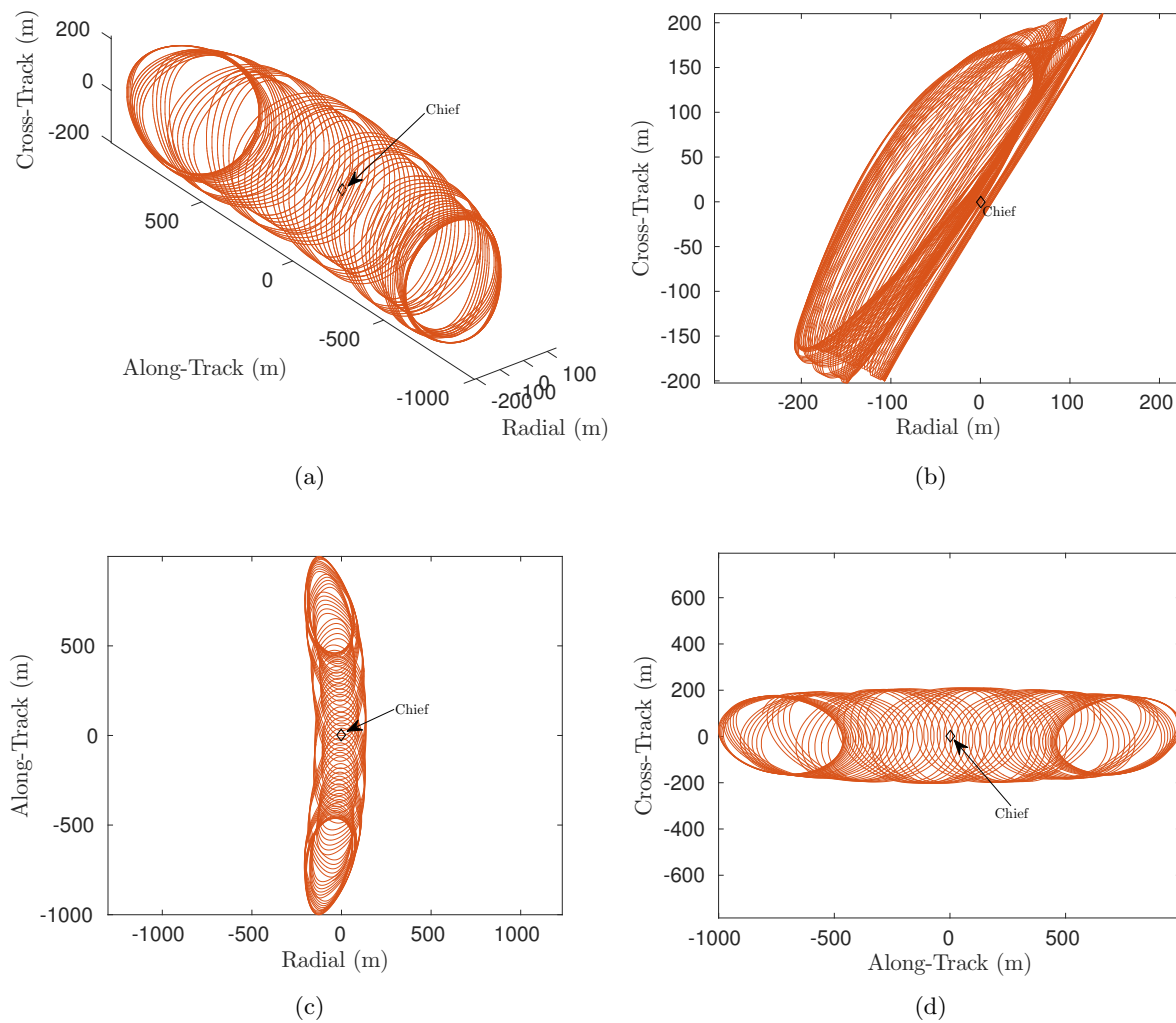 200
0
-200
Cross-Track (m)
Chief
500
0
-500
-1000
Along-Track (m)
-200
-100
0
100
Radial (m)
(a)
200
150
100
50
0
-50
-100
-150
-200
Cross-Track (m)
Chief
-200 -100 0 100 200
Radial (m)
(b)
500
0
-500
-1000
Along-Track (m)
Chief
-1000 -500 0 500 1000
Radial (m)
(c)
600
400
200
0
-200
-400
-600
Cross-Track (m)
Chief
-1000 -500 0 500
Along-Track (m)
(d)